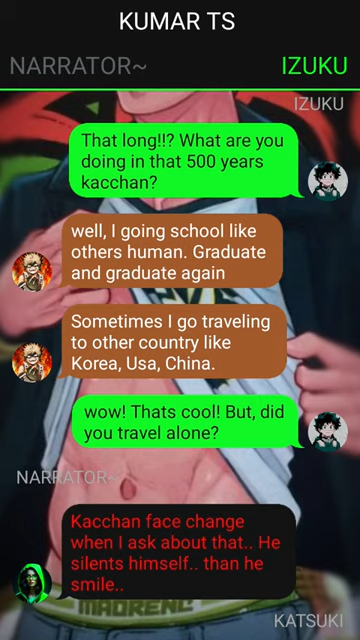 KUMAR TS
NARRATOR~
IZUKU
IZUKU
That long!!? What are you
doing in that 500 years
kacchan?
well, I going school like
others human. Graduate
and graduate again
Sometimes I go traveling
to other country like
Korea, Usa, China.
wow! Thats cool! But, did
you travel alone?
NARRATOR~
Kacchan face change
when I ask about that.. He
silents himself.. than he
smile..
KATSUKI